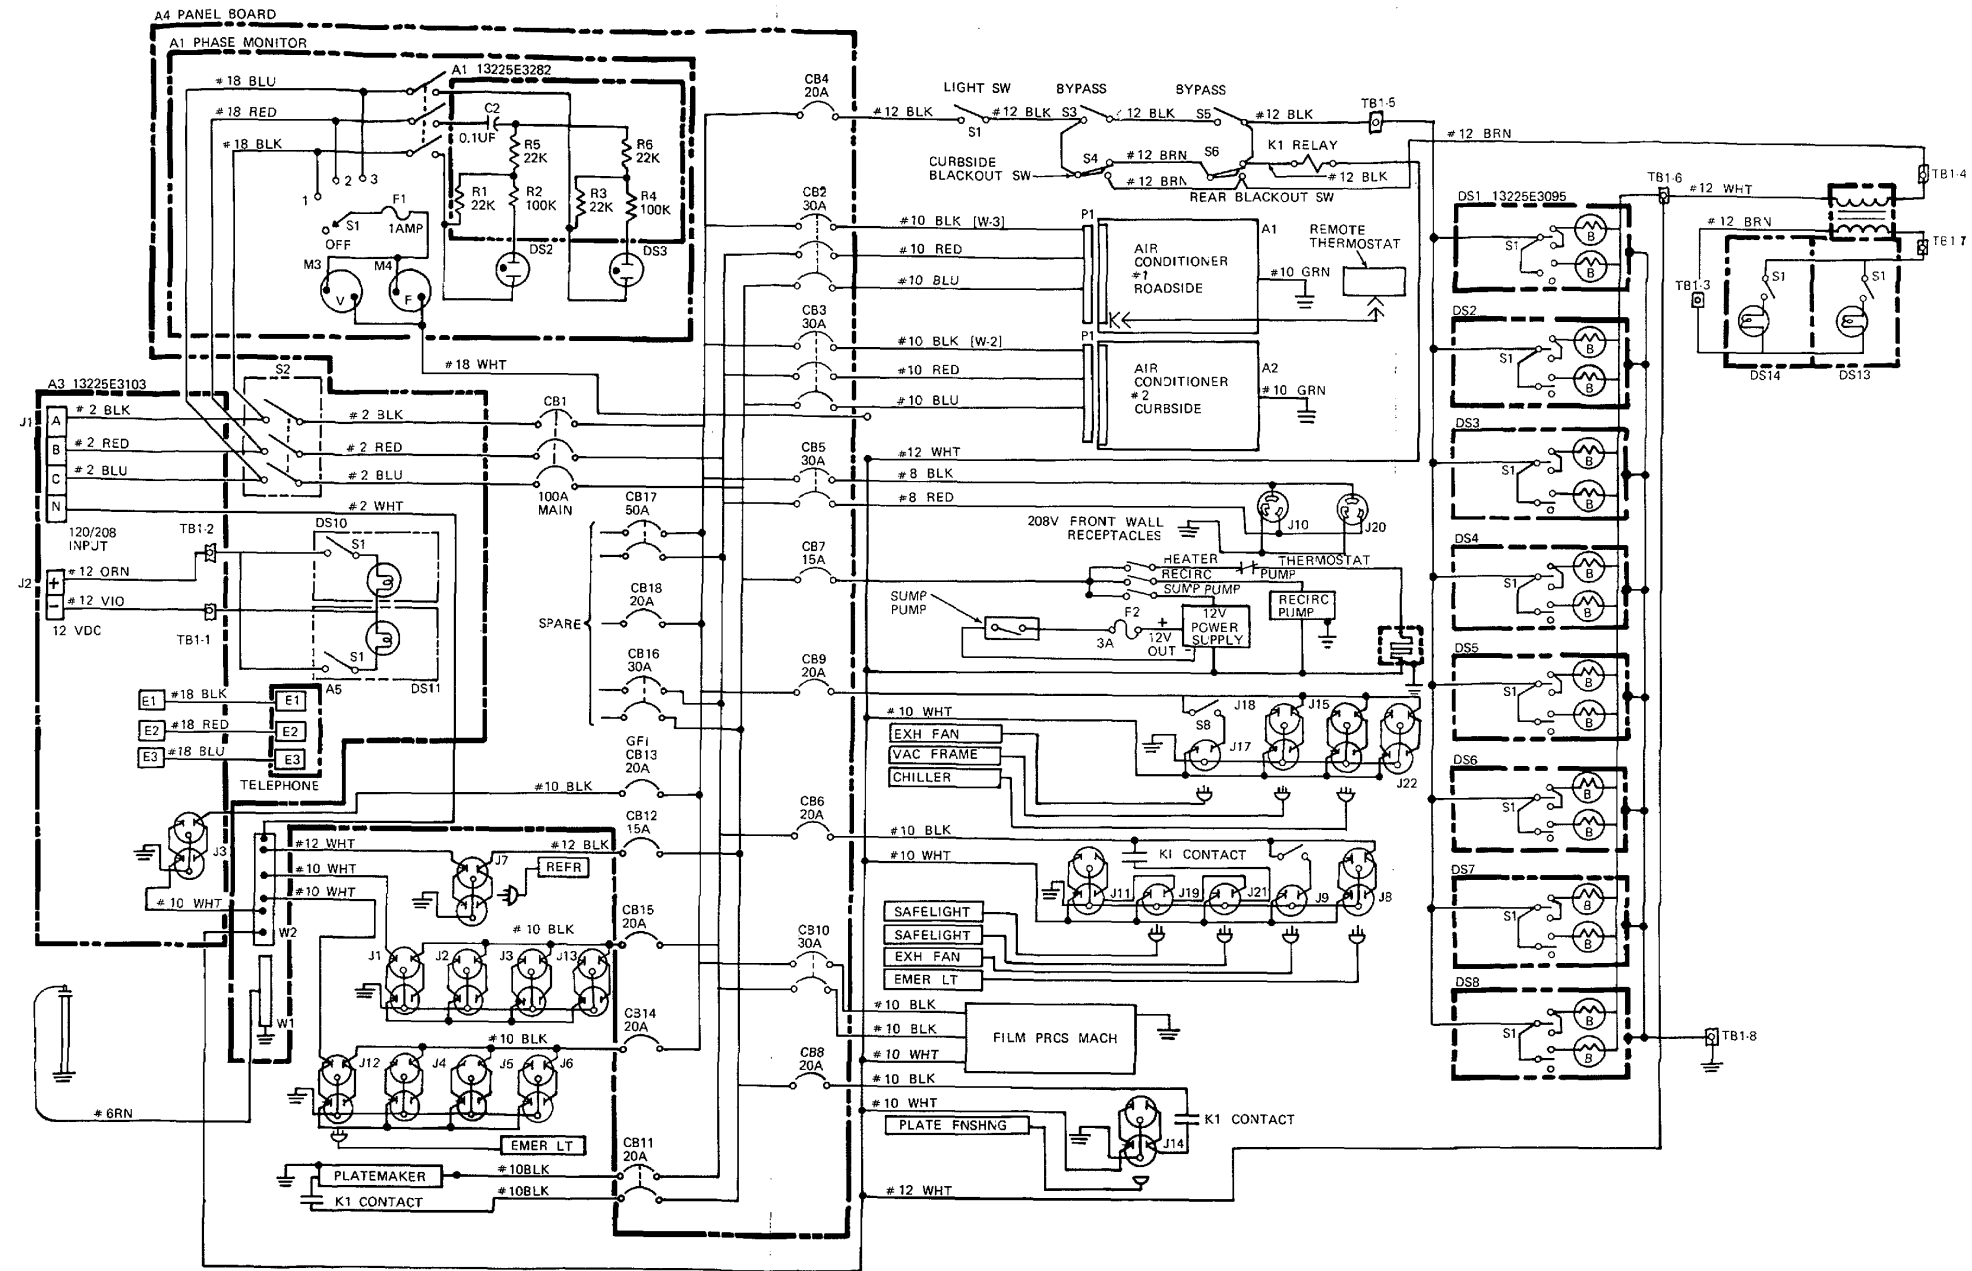 A4 PANEL BOARD
A1 PHASE MONITOR
A1 13225E3282
# 18 BLU
# 18 RED
# 18 BLK
C2
0.1UF
R5
22K
R6
22K
R1
22K
R2
100K
R3
22K
R4
100K
1
2
3
F1
1AMP
S1
OFF
M3
M4
V
F
DS2
DS3
# 18 WHT
A3 13225E3103
S2
J1
A
B
C
N
# 2 BLK
# 2 RED
# 2 BLU
# 2 BLK
# 2 RED
# 2 BLU
# 2 WHT
CB1
100A
MAIN
120/208
INPUT
TB1-2
DS10
S1
J2
+
−
# 12 ORN
# 12 VIO
12 VDC
TB1-1
S1
A5
DS11
E1
#18 BLK
E1
E2
#18 RED
E2
E3
#18 BLU
E3
TELEPHONE
J3
#10 BLK
#12 WHT
#10 WHT
#10 WHT
# 10 WHT
W2
W1
# 6RN
J7
#12 BLK
REFR
# 10 BLK
J1
J2
J3
J13
#10 BLK
J12
J4
J5
J6
EMER LT
PLATEMAKER
#10BLK
K1 CONTACT
#10BLK
CB17
50A
CB18
20A
SPARE
CB16
30A
GFI
CB13
20A
CB12
15A
CB15
20A
CB14
20A
CB11
20A
CB4
20A
CB2
30A
CB3
30A
CB5
30A
CB7
15A
CB9
20A
CB6
20A
CB10
30A
CB8
20A
# 12 BLK
LIGHT SW
S1
#12 BLK
BYPASS
S3
# 12 BLK
BYPASS
S5
#12 BLK
TB1-5
# 12 BRN
CURBSIDE
BLACKOUT SW
S4
#12 BRN
#12 BRN
S6
K1 RELAY
#12 BLK
REAR BLACKOUT SW
#10 BLK [W-3]
#10 RED
#10 BLU
P1
AIR
CONDITIONER
#1
ROADSIDE
A1
#10 GRN
REMOTE
THERMOSTAT
#10 BLK [W-2]
#10 RED
#10 BLU
P1
AIR
CONDITIONER
# 2
CURBSIDE
A2
#10 GRN
#12 WHT
#8 BLK
#8 RED
208V FRONT WALL
RECEPTACLES
J10
J20
HEATER
RECIRC
PUMP
SUMP PUMP
THERMOSTAT
SUMP
PUMP
F2
3A
+
12V
OUT −
12V
POWER
SUPPLY
RECIRC
PUMP
# 10 WHT
EXH FAN
VAC FRAME
CHILLER
S8
J17
J18
J15
J22
#10 BLK
#10 WHT
K1 CONTACT
J11
J19
J21
J9
J8
SAFELIGHT
SAFELIGHT
EXH FAN
EMER LT
#10 BLK
#10 BLK
#10 WHT
FILM PRCS MACH
#10 BLK
#10 WHT
PLATE FNSHNG
J14
K1 CONTACT
# 12 WHT
DS1 13225E3095
S1
B
B
DS2
S1
B
B
DS3
S1
B
B
DS4
S1
B
B
DS5
S1
B
B
DS6
S1
B
B
DS7
S1
B
B
DS8
S1
B
B
TB1-6
#12 WHT
TB1-4
# 12 BRN
TB1-7
TB1-3
S1
S1
DS14
DS13
TB1-8